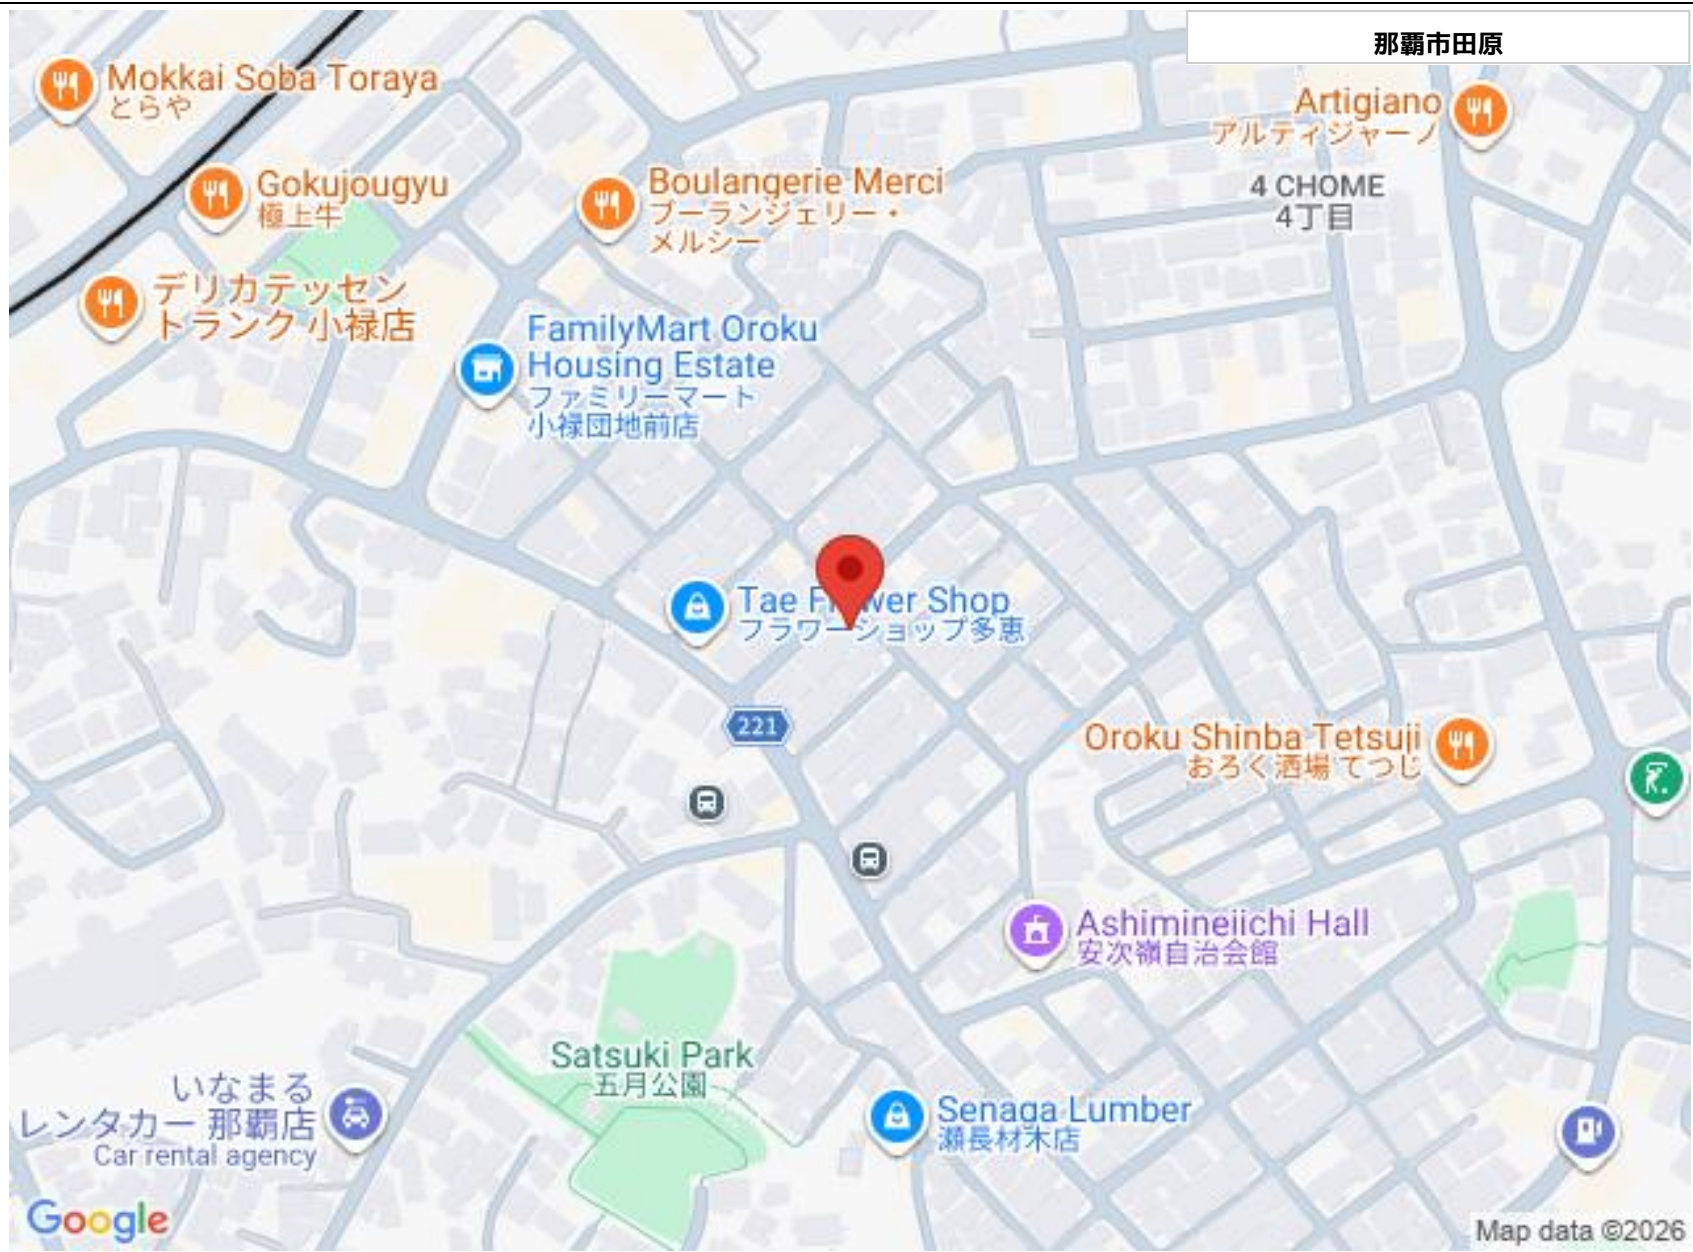 那覇市田原
Mokkai Soba Toraya
とらや
Artigiano
アルティジャーノ
Gokujougyu
極上牛
Boulangerie Merci
ブーランジェリー・
メルシー
4 CHOME
4丁目
デリカテッセン
トランク 小禄店
FamilyMart Oroku
Housing Estate
ファミリーマート
小禄団地前店
Tae Flower Shop
フラワーショップ多恵
221
Oroku Shinba Tetsuji
おろく酒場 てつじ
Ashimineiichi Hall
安次嶺自治会館
Satsuki Park
五月公園
いなまる
レンタカー 那覇店
Car rental agency
Senaga Lumber
瀬長材木店
Google
Map data ©2026